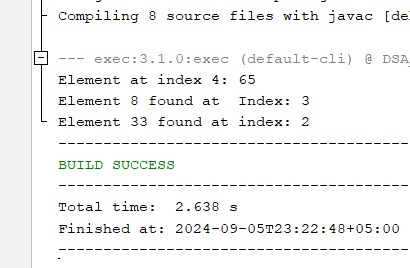 Compiling 8 source files with javac [de
--- exec:3.1.0:exec (default-cli) @ DSA_
Element at index 4: 65
Element 8 found at  Index: 3
Element 33 found at index: 2
------------------------------------------------
BUILD SUCCESS
------------------------------------------------
Total time:  2.638 s
Finished at: 2024-09-05T23:22:48+05:00
------------------------------------------------